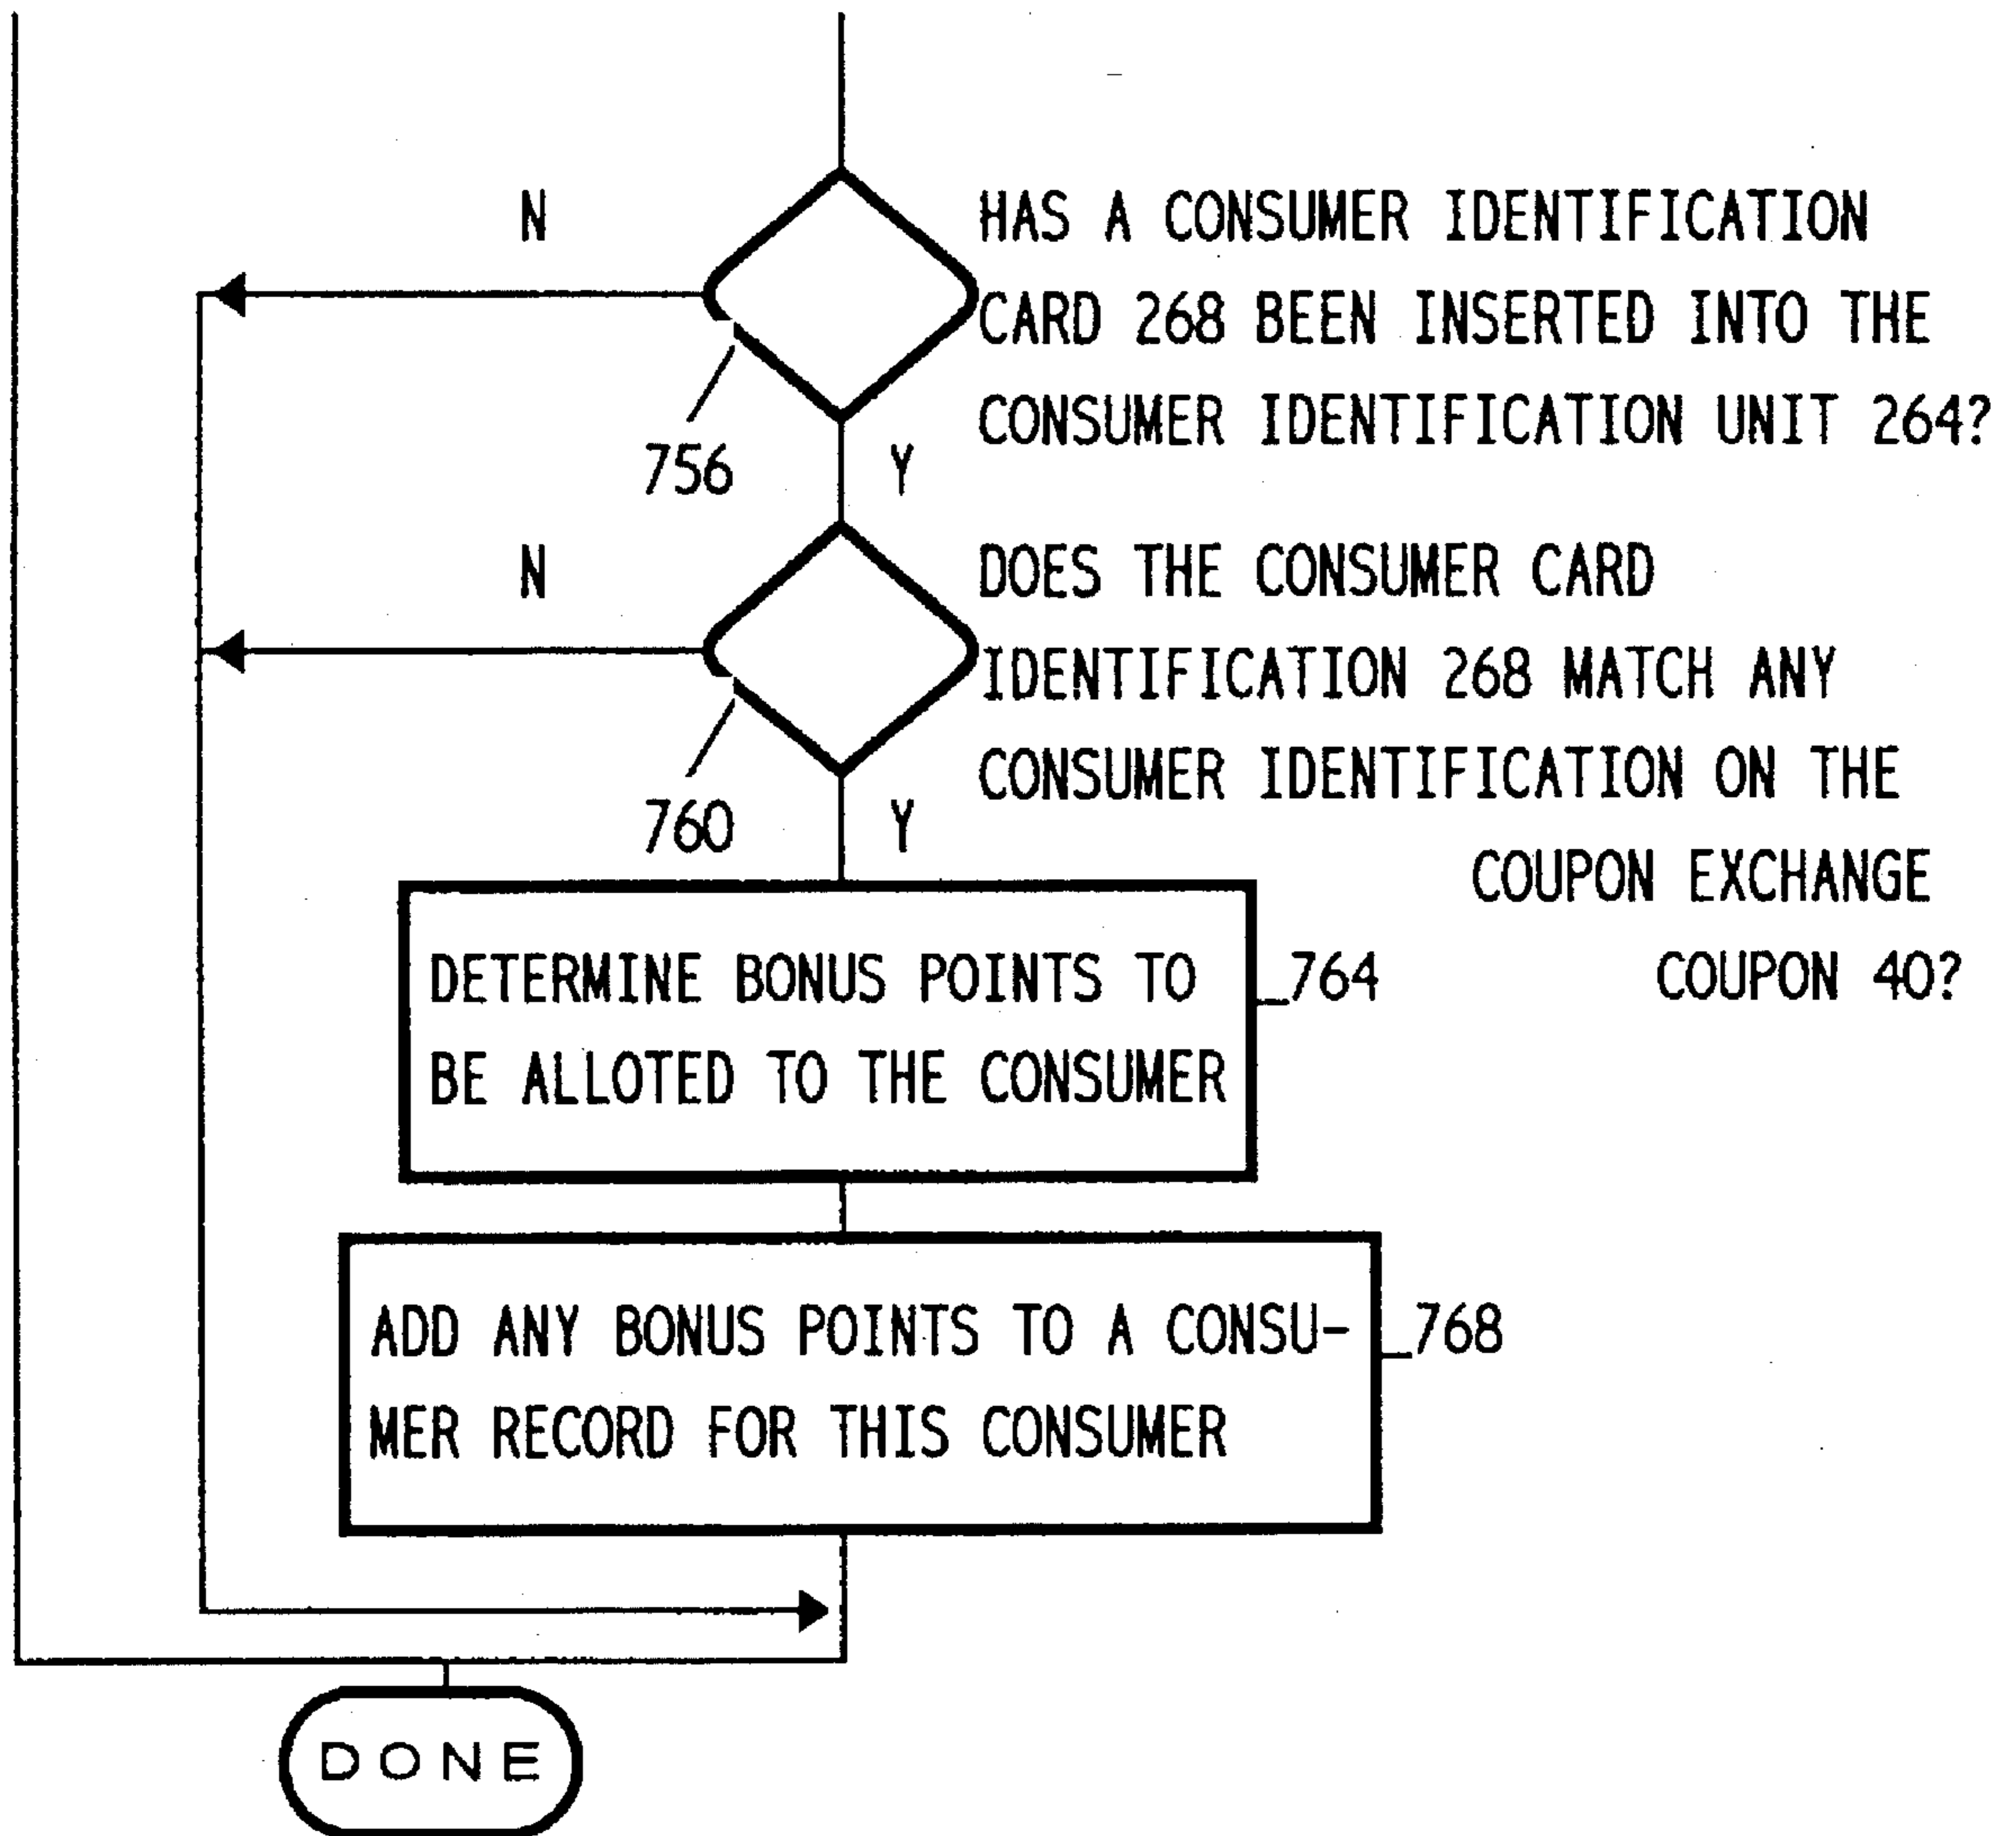 N
HAS A CONSUMER IDENTIFICATION
CARD 268 BEEN INSERTED INTO THE
CONSUMER IDENTIFICATION UNIT 264?
756
Y
N
DOES THE CONSUMER CARD
IDENTIFICATION 268 MATCH ANY
CONSUMER IDENTIFICATION ON THE
COUPON EXCHANGE
COUPON 40?
760
Y
DETERMINE BONUS POINTS TO
BE ALLOTED TO THE CONSUMER
764
ADD ANY BONUS POINTS TO A CONSU-
MER RECORD FOR THIS CONSUMER
768
DONE